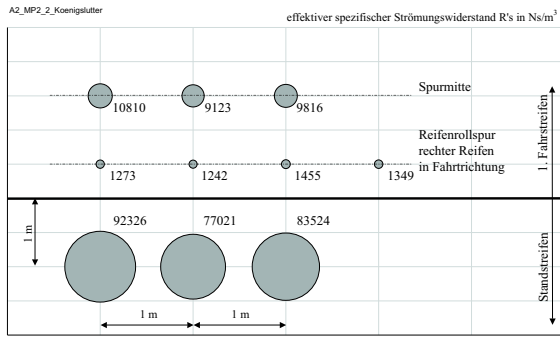 A2_MP2_2_Koenigslutter
effektiver spezifischer Strömungswiderstand R's in Ns/m³
Spurmitte
10810
9123
9816
Reifenrollspur
rechter Reifen
in Fahrtrichtung
1273
1242
1455
1349
1. Fahrstreifen
92326
77021
83524
1 m
Standstreifen
1 m
1 m